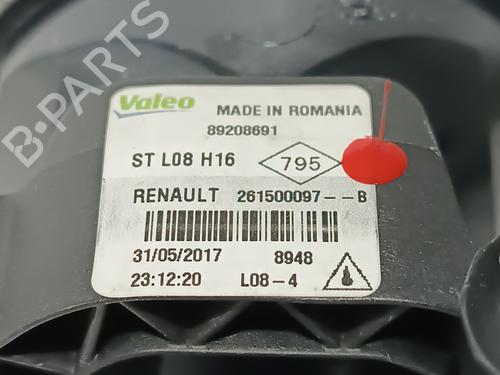 Valeo MADE IN ROMANIA
89208691
ST L08 H16 795
RENAULT 261500097--B
31/05/2017 8948
23:12:20 L08-4
B-Parts